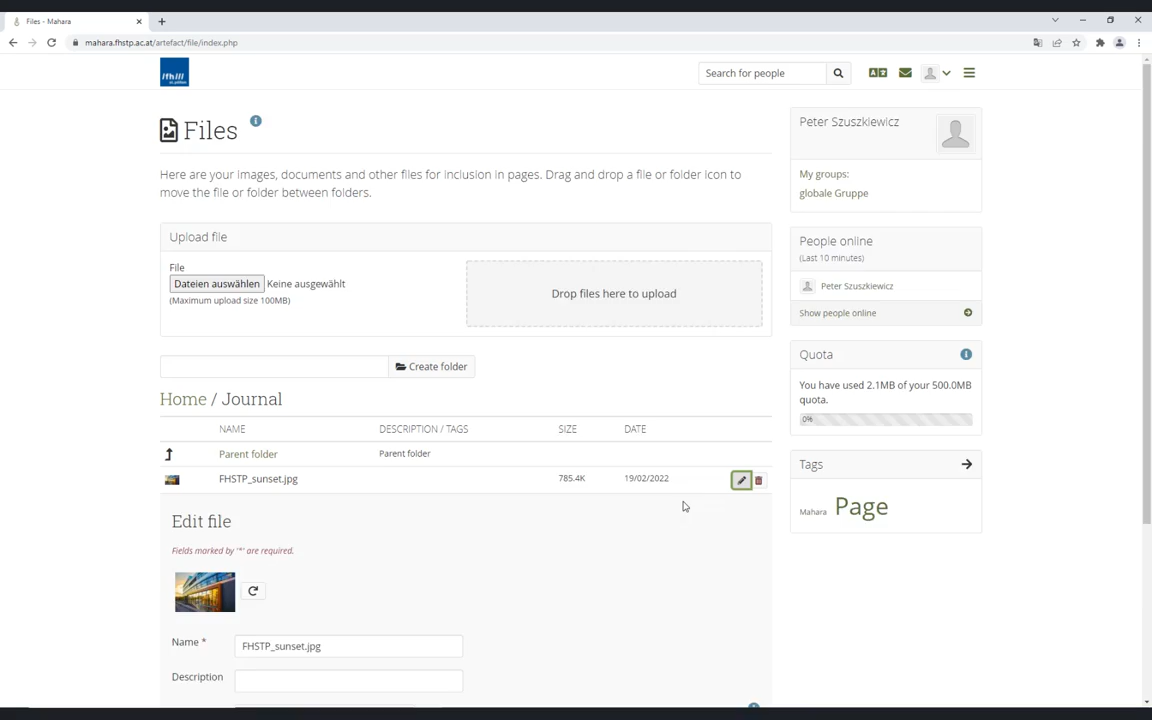 Files - Mahara
mahara.fhstp.ac.at/artefact/file/index.php
Search for people
Files
Here are your images, documents and other files for inclusion in pages. Drag and drop a file or folder icon to
move the file or folder between folders.
Upload file
File
Dateien auswählen Keine ausgewählt
(Maximum upload size 100MB)
Drop files here to upload
Create folder
Home / Journal
NAME DESCRIPTION / TAGS SIZE DATE
Parent folder Parent folder
FHSTP_sunset.jpg 785.4K 19/02/2022
Edit file
Fields marked by '*' are required.
Name * FHSTP_sunset.jpg
Description
Peter Szuszkiewicz
My groups:
globale Gruppe
People online
(Last 10 minutes)
Peter Szuszkiewicz
Show people online
Quota
You have used 2.1MB of your 500.0MB
quota.
0%
Tags
Mahara Page